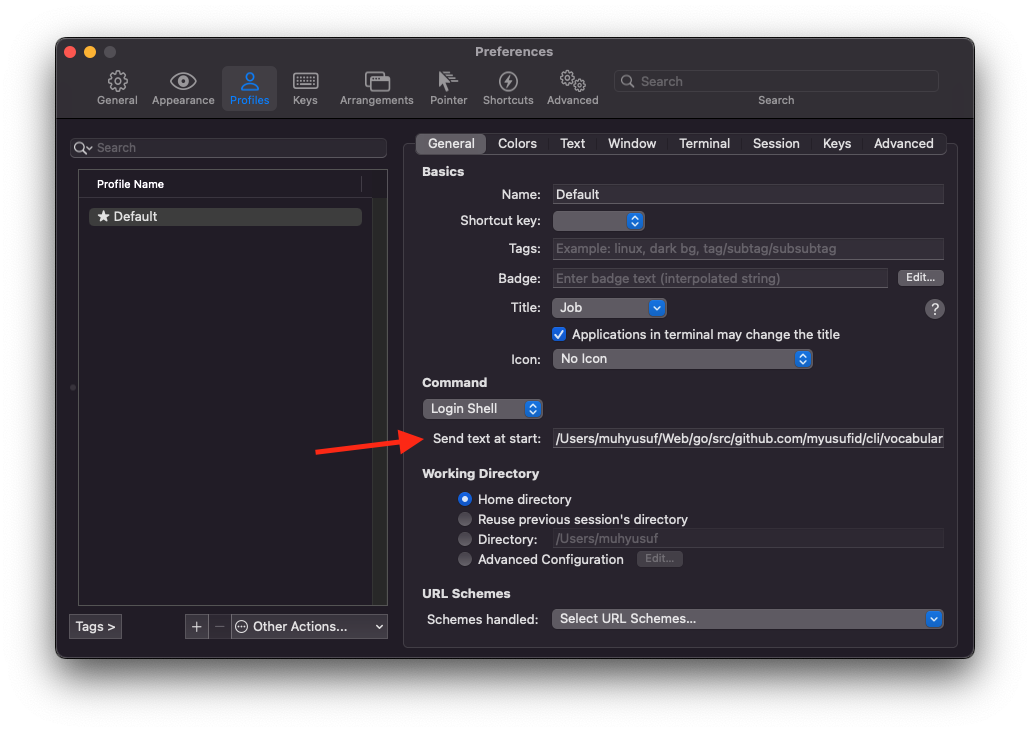 Preferences
General Appearance Profiles Keys Arrangements Pointer Shortcuts Advanced Search
Search
Search
General Colors Text Window Terminal Session Keys Advanced
Profile Name
★ Default
Basics
Name: Default
Shortcut key:
Tags: Example: linux, dark bg, tag/subtag/subsubtag
Badge: Enter badge text (interpolated string) Edit...
Title: Job ?
Applications in terminal may change the title
Icon: No Icon
Command
Login Shell
Send text at start: /Users/muhyusuf/Web/go/src/github.com/myusufid/cli/vocabular
Working Directory
Home directory
Reuse previous session's directory
Directory: /Users/muhyusuf
Advanced Configuration Edit...
URL Schemes
Schemes handled: Select URL Schemes...
Tags > + − Other Actions...